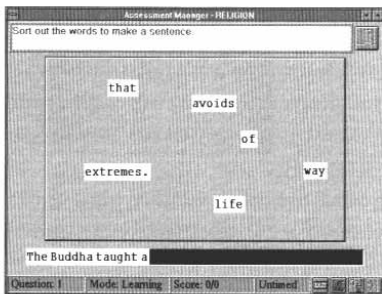 Assessment Manager - RELIGION
Sort out the words to make a sentence.
that
avoids
of
extremes.
way
life
The Buddha taught a
Question: 1 Mode: Learning Score: 0/0 Untimed